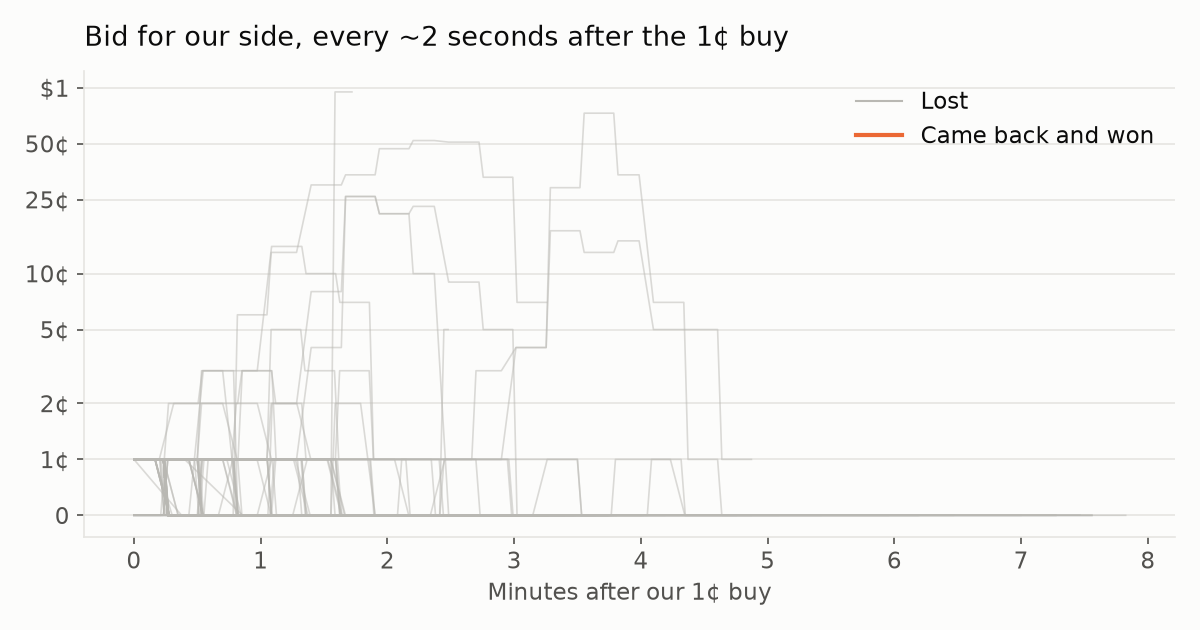 Bid for our side, every ~2 seconds after the 1¢ buy
$1
50¢
25¢
10¢
5¢
2¢
1¢
0
Lost
Came back and won
0 1 2 3 4 5 6 7 8
Minutes after our 1¢ buy